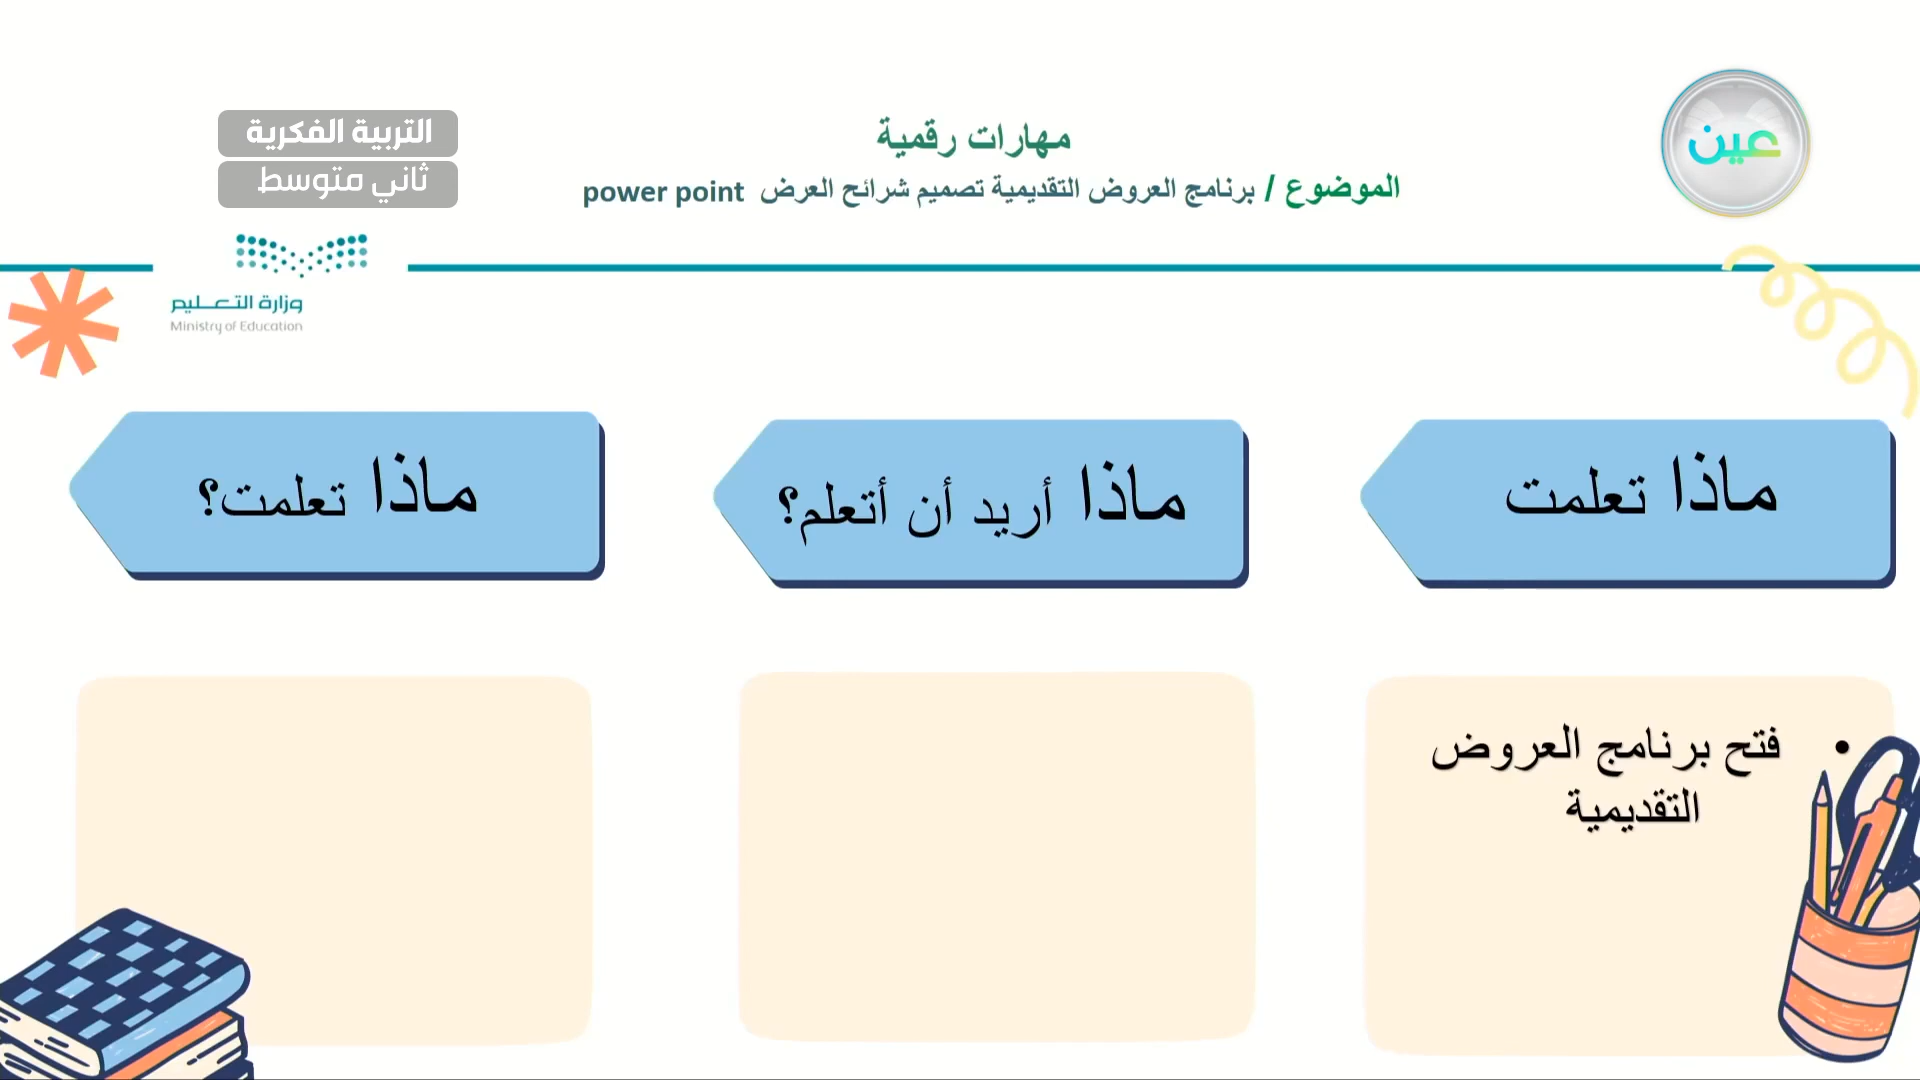 مهارات رقمية
الموضوع / برنامج العروض التقديمية تصميم شرائح العرض power point
عين
التربية الفكرية
ثاني متوسط
وزارة التعليم
Ministry of Education
ماذا تعلمت
ماذا أريد أن أتعلم؟
ماذا تعلمت؟
• فتح برنامج العروض
التقديمية